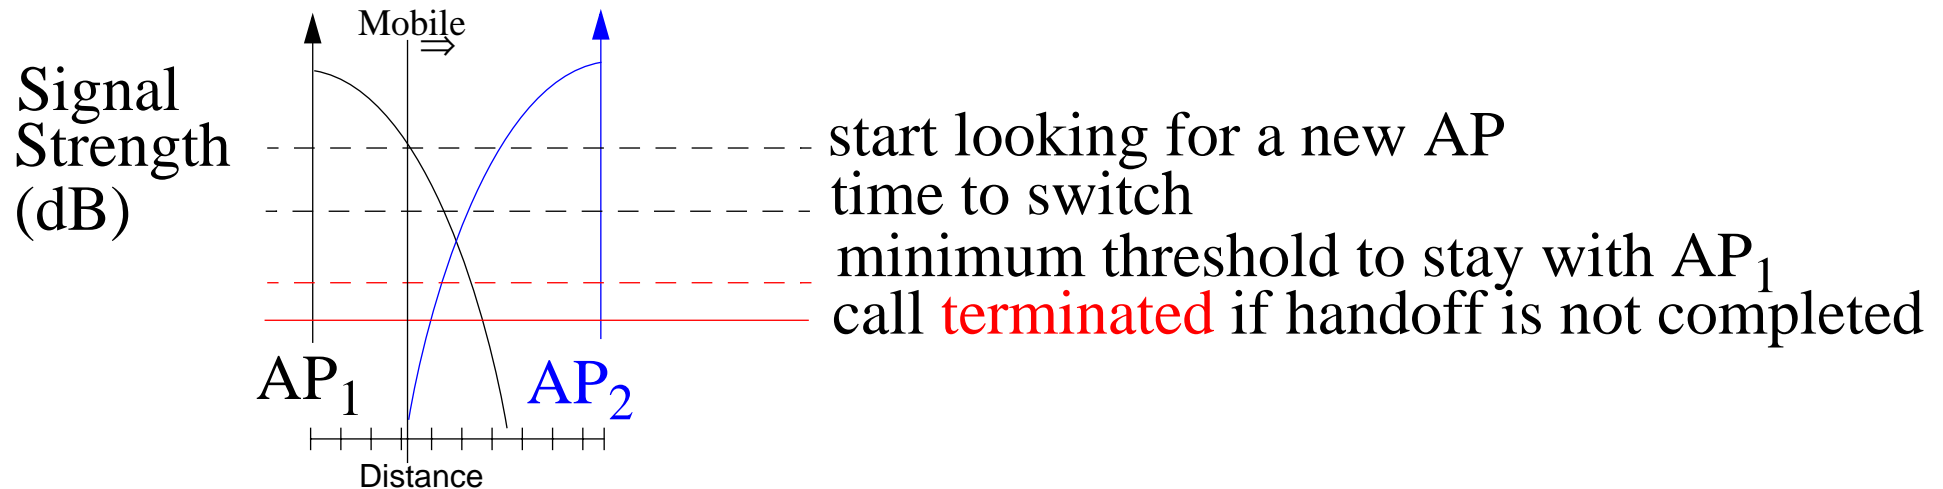 Mobile
⇒
Signal
Strength
(dB)
start looking for a new AP
time to switch
minimum threshold to stay with AP1
call terminated if handoff is not completed
AP1
AP2
Distance